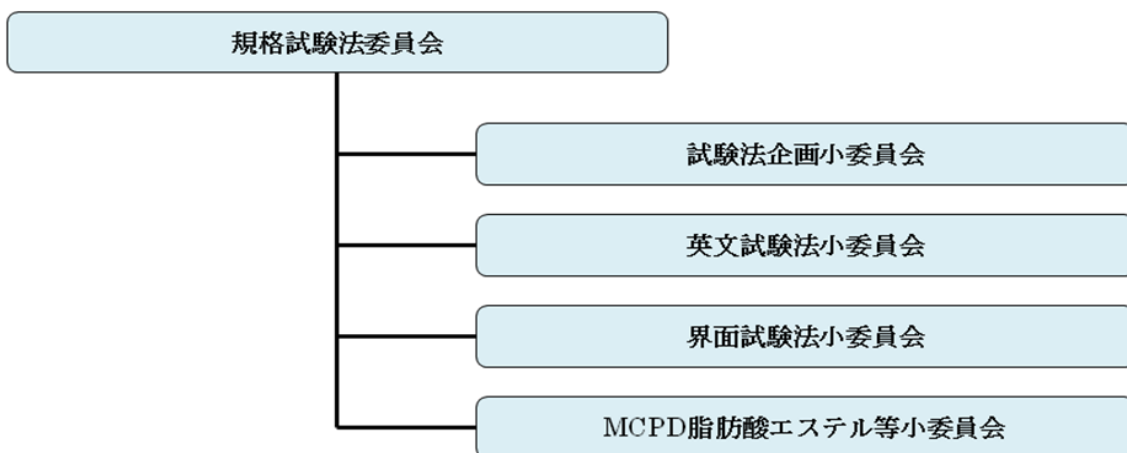 規格試験法委員会
試験法企画小委員会
英文試験法小委員会
界面試験法小委員会
MCPD脂肪酸エステル等小委員会